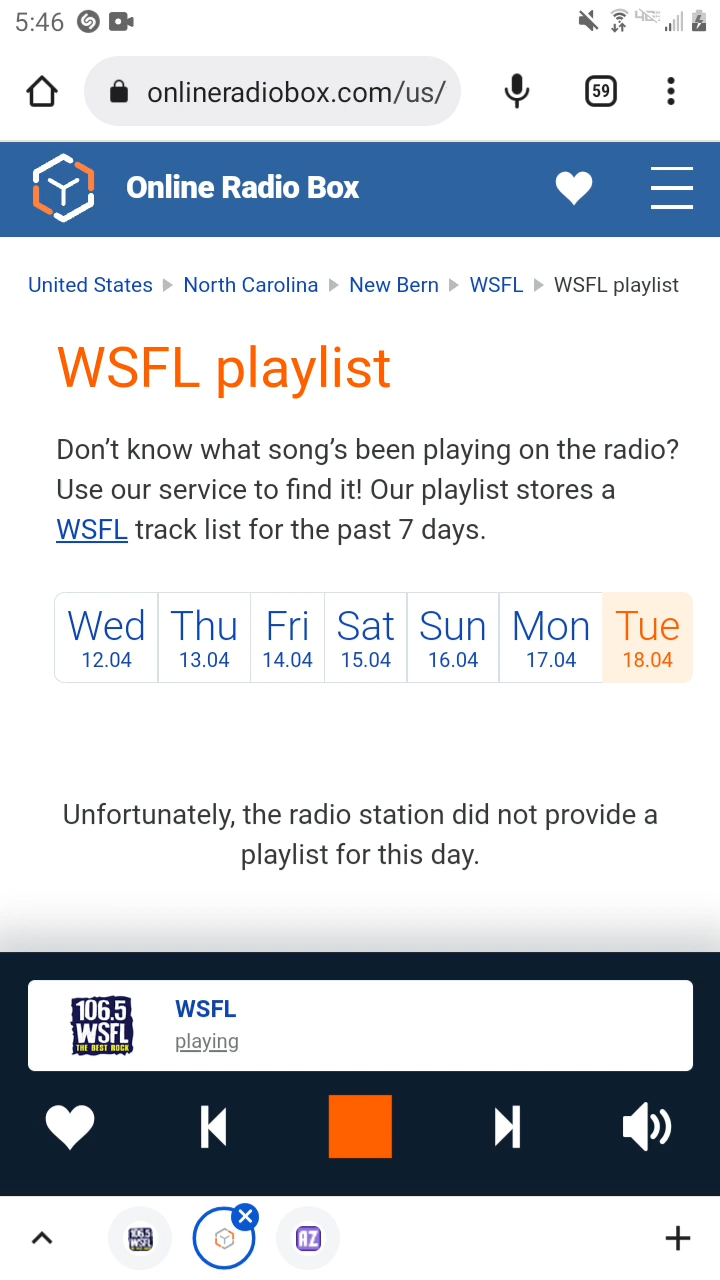 5:46
59
onlineradiobox.com/us/
Online Radio Box
United States North Carolina New Bern WSFL WSFL playlist
WSFL playlist
Don't know what song's been playing on the radio?
Use our service to find it! Our playlist stores a
WSFL track list for the past 7 days.
Wed Thu Fri Sat Sun Mon Tue
12.04 13.04 14.04 15.04 16.04 17.04 18.04
Unfortunately, the radio station did not provide a
playlist for this day.
106.5
WSFL
THE BEST ROCK
WSFL
playing
106.5
WSFL
AZ